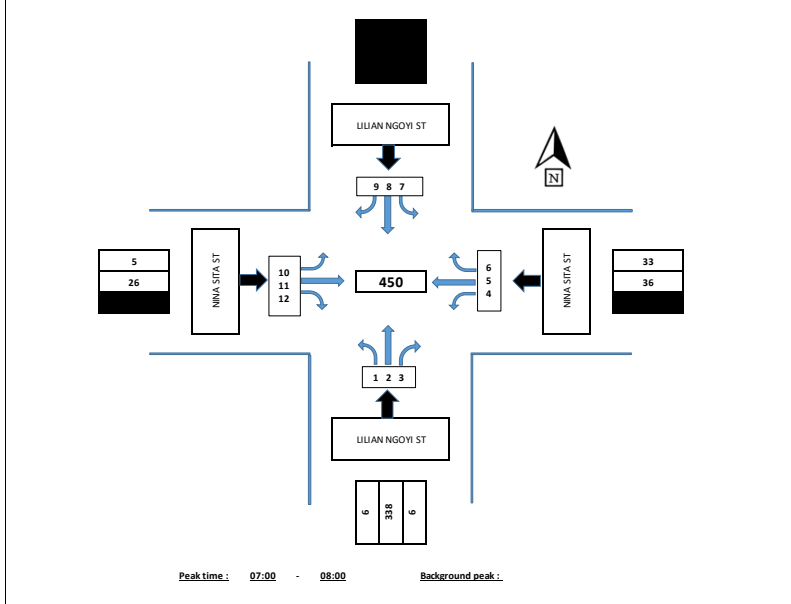 LILIAN NGOYI ST
9 8 7
N
5
26
NINA SITA ST
10
11
12
450
6
5
4
NINA SITA ST
33
36
1 2 3
LILIAN NGOYI ST
6 338 6
Peak time : 07:00 - 08:00 Background peak :